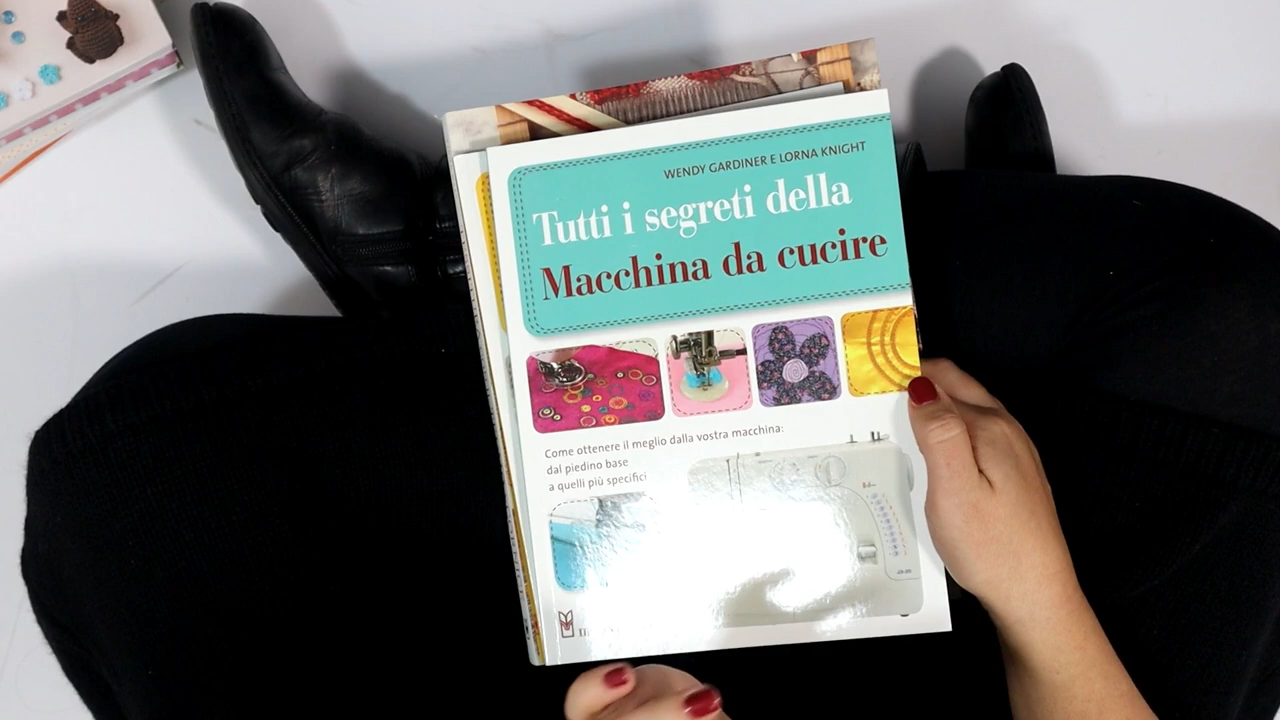 WENDY GARDINER E LORNA KNIGHT
Tutti i segreti della
Macchina da cucire
Come ottenere il meglio dalla vostra macchina:
dal piedino base
a quelli più specifici